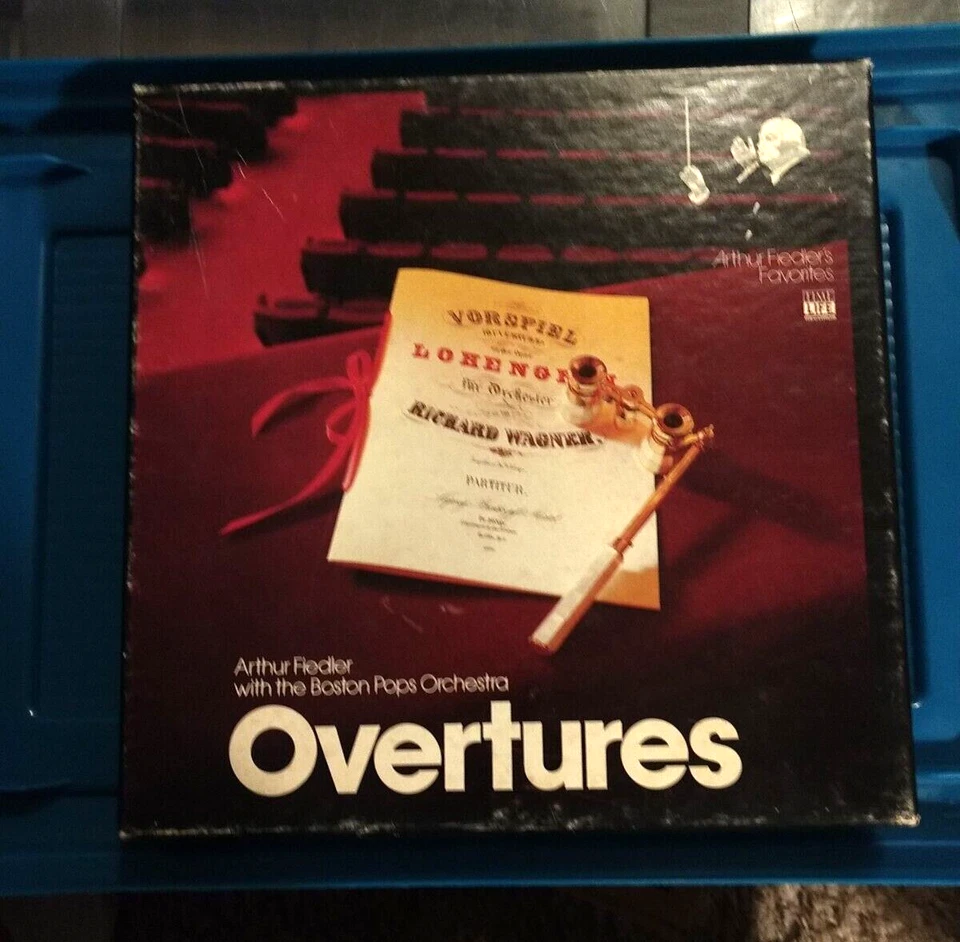 Arthur Fiedler's
Favorites
TIME
LIFE
VORSPIEL
LOHENGR
für Orchester
RICHARD WAGNER.
PARTITUR.
Arthur Fiedler
with the Boston Pops Orchestra
Overtures